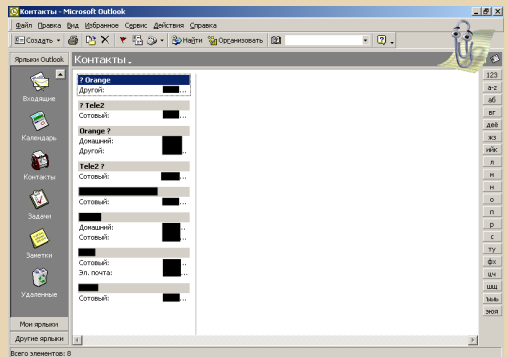 Контакты - Microsoft Outlook
Файл Правка Вид Избранное Сервис Действия Справка
Создать Найти Организовать
Ярлыки Outlook
Контакты
Входящие
Календарь
Контакты
Задачи
Заметки
Удаленные
Мои ярлыки
Другие ярлыки
? Orange
Другой: ...
? Tele2
Сотовый: ...
Orange ?
Домашний:
Другой: ...
Tele2 ?
Сотовый: ...
Сотовый: ...
Домашний: ..
Сотовый: ...
Сотовый: ..
Эл. почта: ...
Сотовый: ...
123
a-z
аб
вг
деё
жз
ийк
л
м
н
о
п
р
с
ту
фх
цч
шщ
ъыь
эюя
Всего элементов: 8